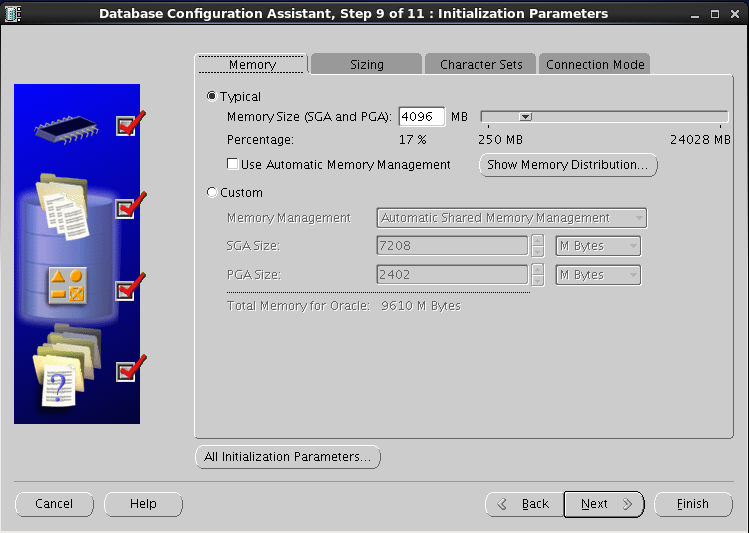 Database Configuration Assistant, Step 9 of 11 : Initialization Parameters
Memory Sizing Character Sets Connection Mode
Typical
Memory Size (SGA and PGA): 4096 MB
Percentage: 17 % 250 MB 24028 MB
Use Automatic Memory Management Show Memory Distribution...
Custom
Memory Management Automatic Shared Memory Management
SGA Size: 7208 M Bytes
PGA Size: 2402 M Bytes
Total Memory for Oracle: 9610 M Bytes
?
All Initialization Parameters...
Cancel Help Back Next Finish